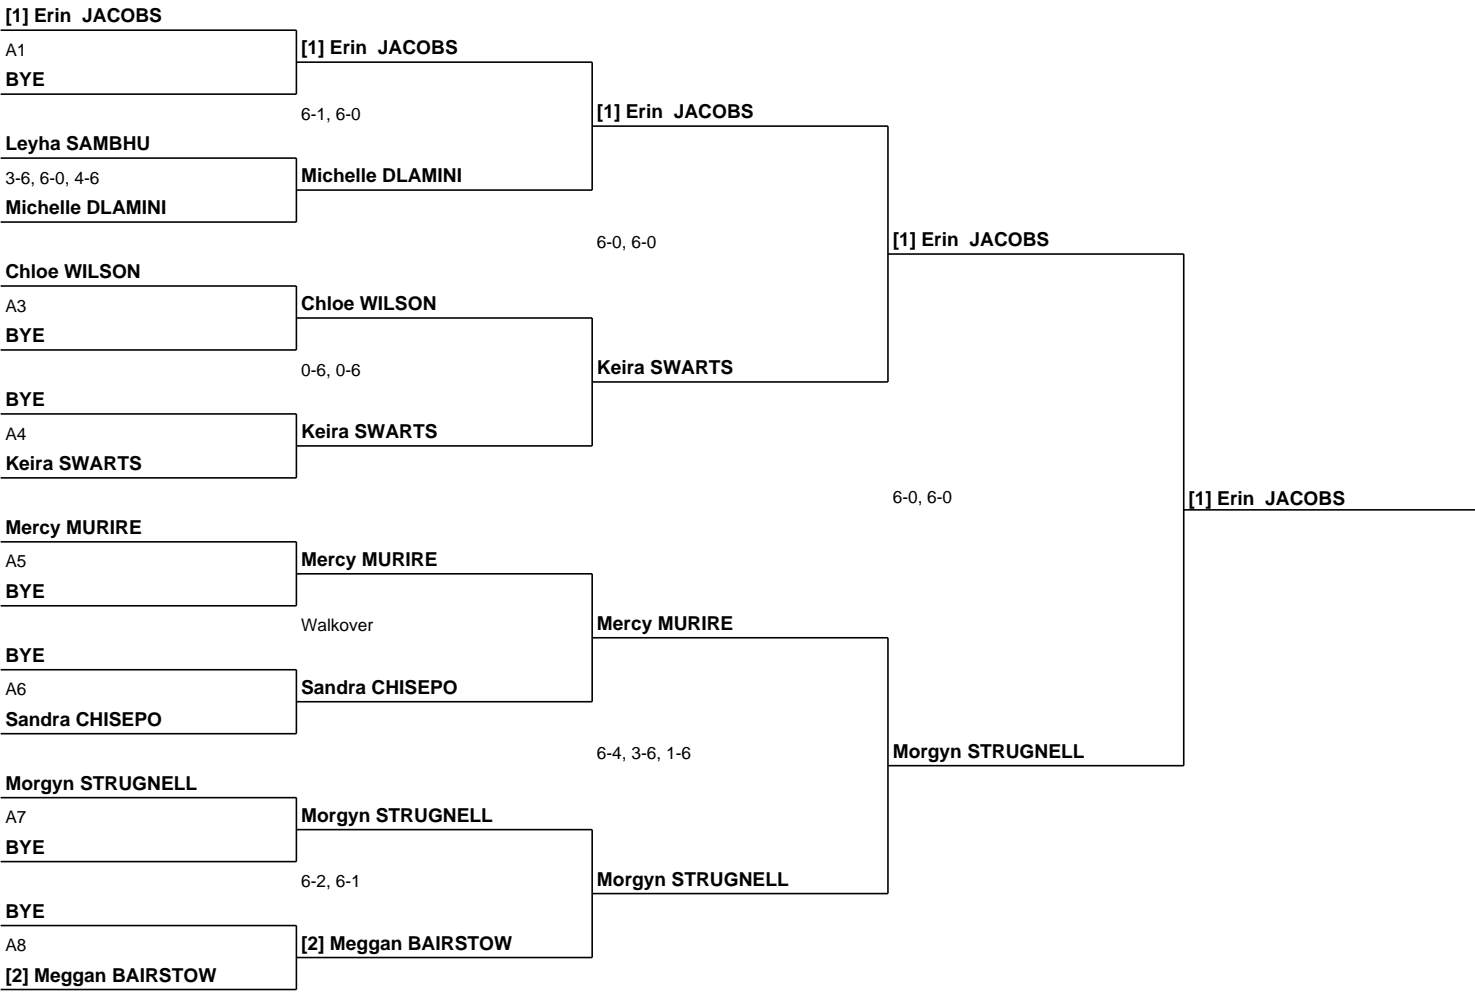 [1] Erin JACOBS
A1
BYE
[1] Erin JACOBS
6-1, 6-0
Leyha SAMBHU
3-6, 6-0, 4-6
Michelle DLAMINI
Michelle DLAMINI
[1] Erin JACOBS
6-0, 6-0
Chloe WILSON
A3
BYE
Chloe WILSON
0-6, 0-6
BYE
A4
Keira SWARTS
Keira SWARTS
Keira SWARTS
[1] Erin JACOBS
6-0, 6-0
[1] Erin JACOBS
Mercy MURIRE
A5
BYE
Mercy MURIRE
Walkover
BYE
A6
Sandra CHISEPO
Sandra CHISEPO
Mercy MURIRE
6-4, 3-6, 1-6
Morgyn STRUGNELL
Morgyn STRUGNELL
A7
BYE
Morgyn STRUGNELL
6-2, 6-1
BYE
A8
[2] Meggan BAIRSTOW
[2] Meggan BAIRSTOW
Morgyn STRUGNELL